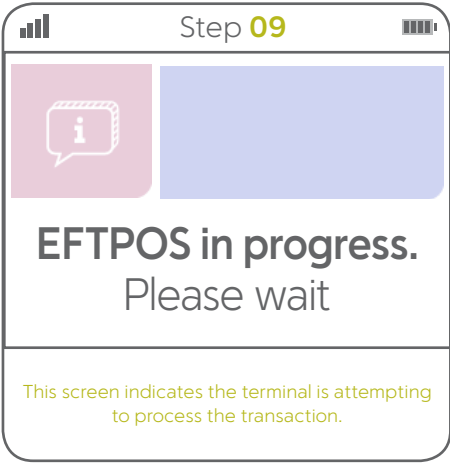 Step 09
i
EFTPOS in progress.
Please wait
This screen indicates the terminal is attempting
to process the transaction.